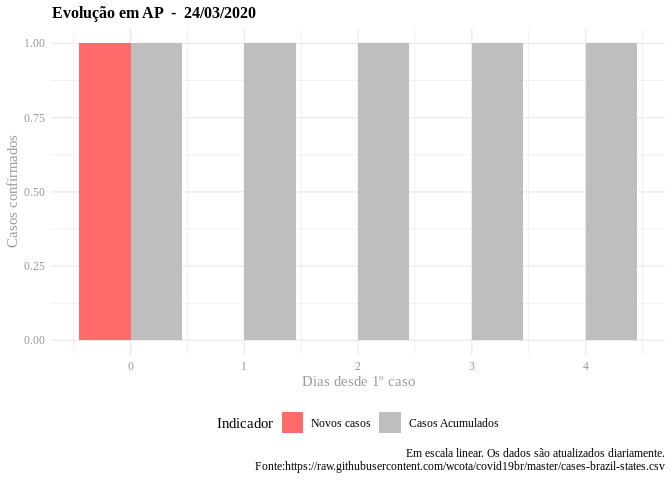 Evolução em AP - 24/03/2020
Casos confirmados
1.00
0.75
0.50
0.25
0.00
0 1 2 3 4
Dias desde 1º caso
Indicador Novos casos Casos Acumulados
Em escala linear. Os dados são atualizados diariamente.
Fonte:https://raw.githubusercontent.com/wcota/covid19br/master/cases-brazil-states.csv